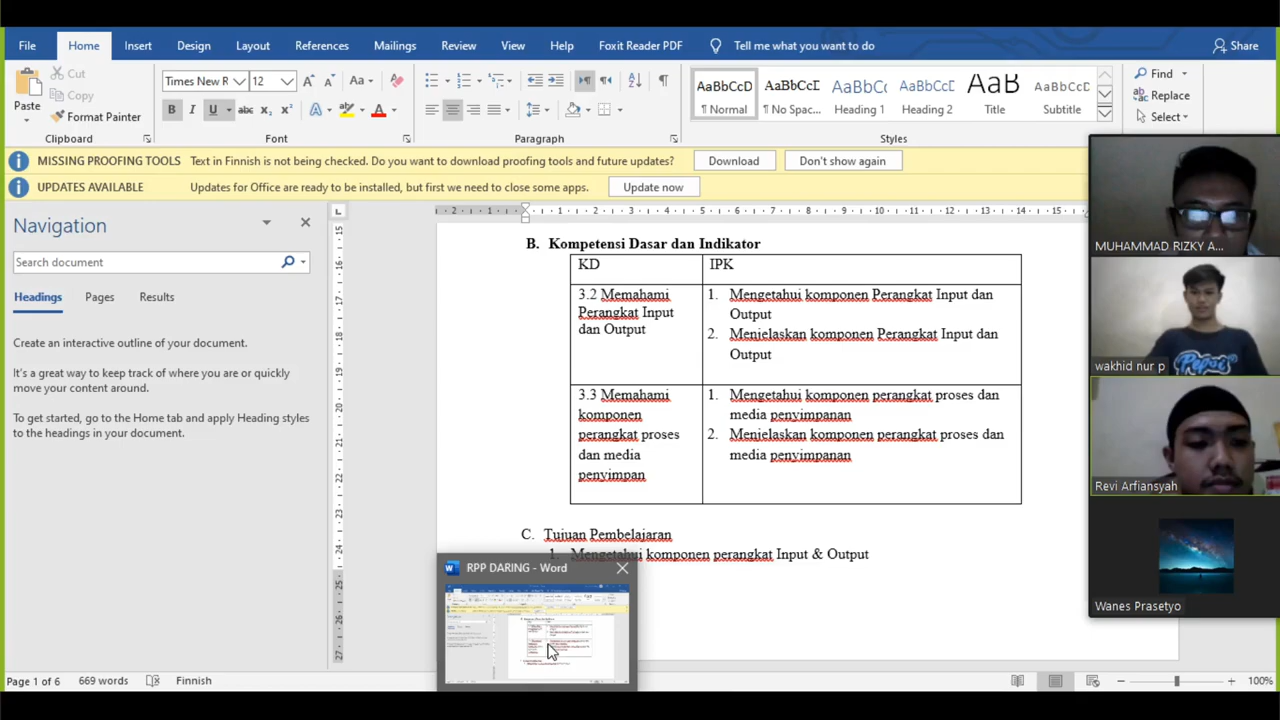 File Home Insert Design Layout References Mailings Review View Help Foxit Reader PDF Tell me what you want to do Share
Paste
Cut
Copy
Format Painter
Clipboard
Times New R 12
Font
Paragraph
AaBbCcD AaBbCcD AaBbCc AaBbCcD AaB AaBbCcD
¶ Normal ¶ No Spac... Heading 1 Heading 2 Title Subtitle
Styles
Find
Replace
Select
MISSING PROOFING TOOLS Text in Finnish is not being checked. Do you want to download proofing tools and future updates? Download Don't show again
UPDATES AVAILABLE Updates for Office are ready to be installed, but first we need to close some apps. Update now
Navigation
Search document
Headings Pages Results
Create an interactive outline of your document.
It's a great way to keep track of where you are or quickly
move your content around.
To get started, go to the Home tab and apply Heading styles
to the headings in your document.
B. Kompetensi Dasar dan Indikator
KD
IPK
3.2 Memahami
Perangkat Input
dan Output
1. Mengetahui komponen Perangkat Input dan
Output
2. Menjelaskan komponen Perangkat Input dan
Output
3.3 Memahami
komponen
perangkat proses
dan media
penyimpan
1. Mengetahui komponen perangkat proses dan
media penyimpanan
2. Menjelaskan komponen perangkat proses dan
media penyimpanan
C. Tujuan Pembelajaran
1. Mengetahui komponen perangkat Input & Output
RPP DARING - Word
MUHAMMAD RIZKY A...
wakhid nur p
Pepsi
Revi Arfiansyah
Wanes Prasetyo
Page 1 of 6 669 words Finnish 100%